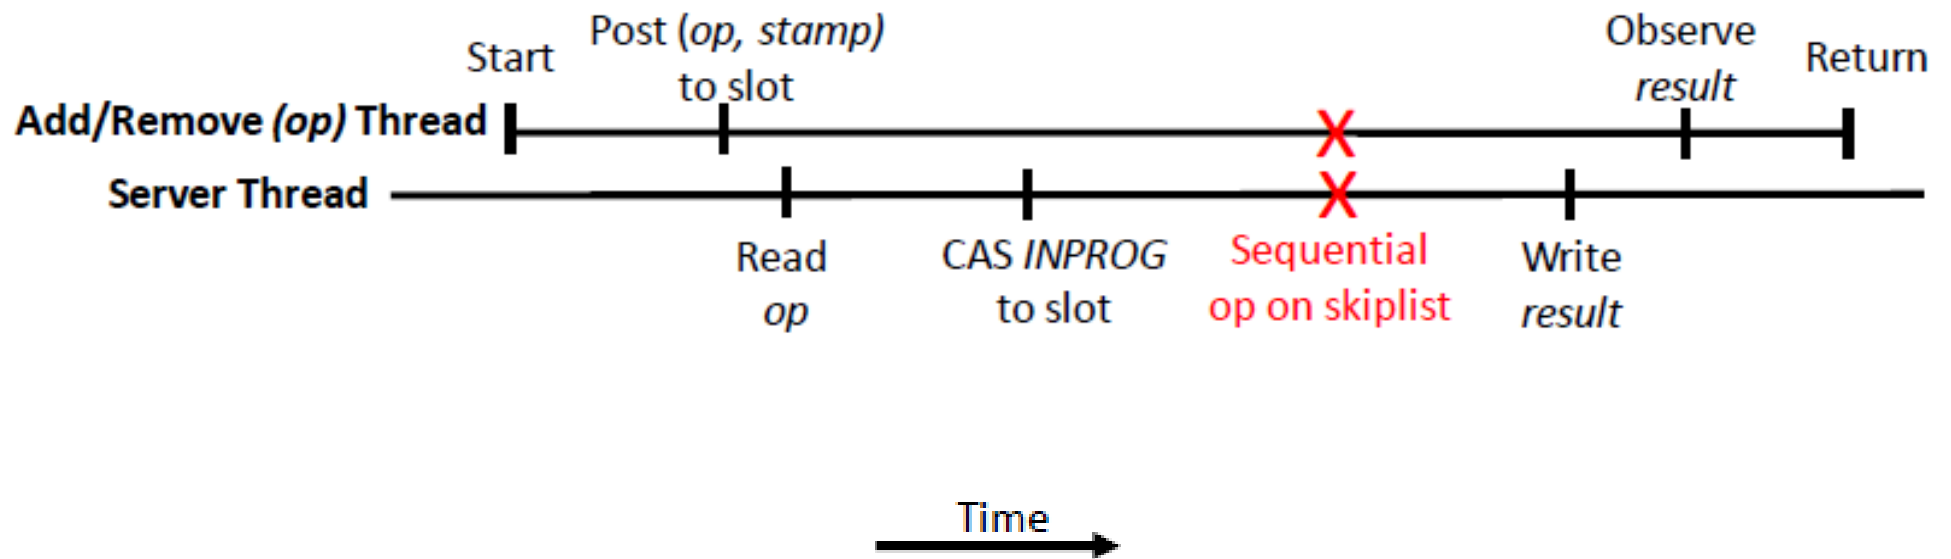 Start
Post (op, stamp)
to slot
Observe
result
Return
Add/Remove (op) Thread
X
Server Thread
X
Read
op
CAS INPROG
to slot
Sequential
op on skiplist
Write
result
Time